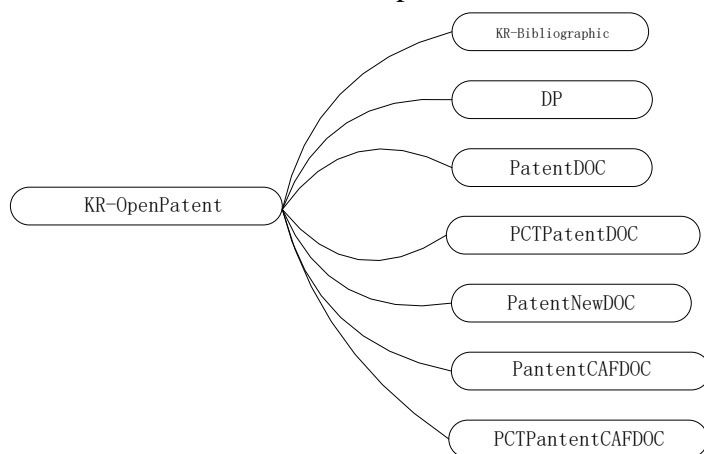 KR-Bibliographic
DP
PatentDOC
KR-OpenPatent
PCTPatentDOC
PatentNewDOC
PantentCAFDOC
PCTPantentCAFDOC